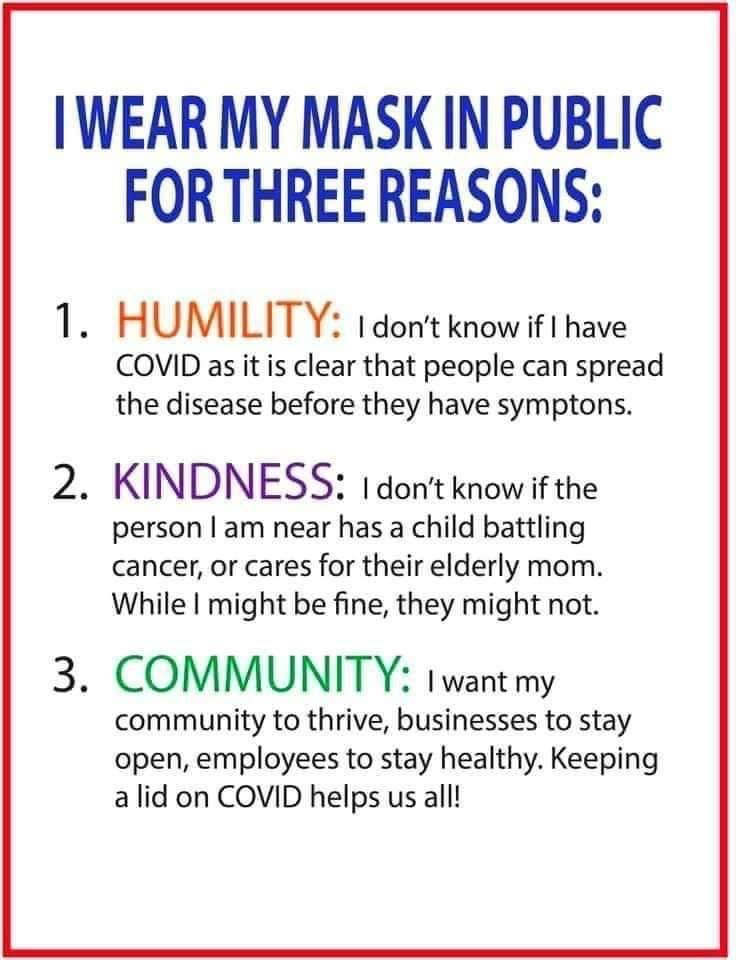 I WEAR MY MASK IN PUBLIC
FOR THREE REASONS:
1. HUMILITY: I don't know if I have
COVID as it is clear that people can spread
the disease before they have symptons.
2. KINDNESS: I don't know if the
person I am near has a child battling
cancer, or cares for their elderly mom.
While I might be fine, they might not.
3. COMMUNITY: I want my
community to thrive, businesses to stay
open, employees to stay healthy. Keeping
a lid on COVID helps us all!